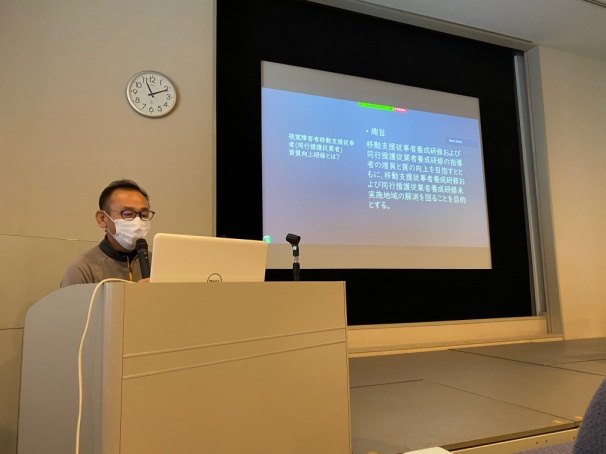 視覚障害者移動支援従事
者(同行援護従業者)
資質向上研修とは?
・趣旨
移動支援従事者養成研修および
同行援護従業者養成研修の指導
者の増員と質の向上を目指すとと
もに、移動支援従事者養成研修お
よび同行援護従業者養成研修未
実施地域の解消を図ることを目的
とする。
DELL